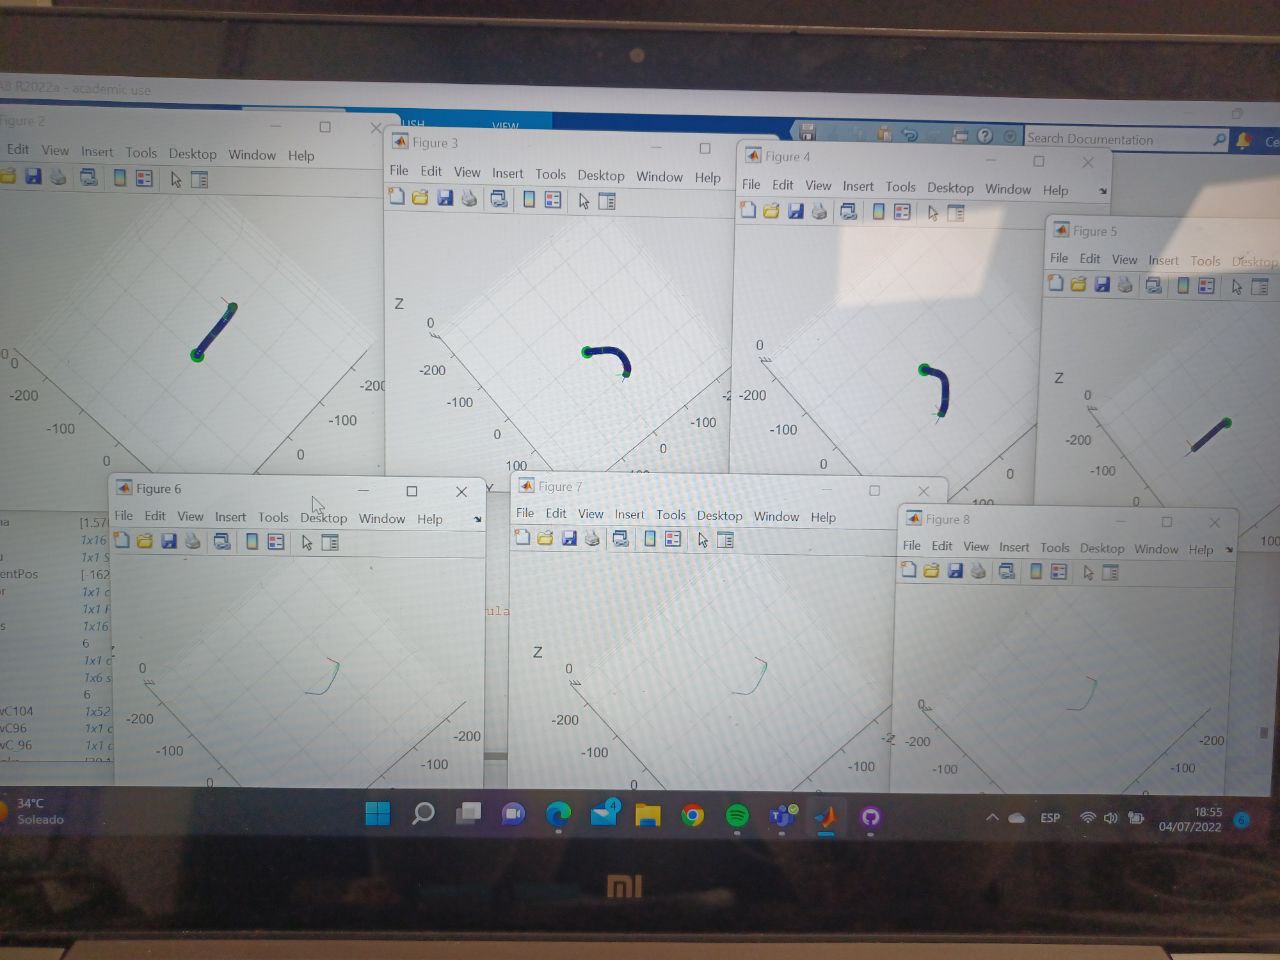 AB R2022a - academic use
VIEW
Search Documentation
Figure 2
Edit View Insert Tools Desktop Window Help
0
0
-200
-100
0
-200
-100
0
Figure 3
File Edit View Insert Tools Desktop Window Help
Z
0
-200
-100
0
100
-100
0
Y
Figure 4
File Edit View Insert Tools Desktop Window Help
0
-200
-100
0
0
100
Figure 5
File Edit View Insert Tools Desktop
Z
0
-200
-100
0
100
[1.57
1x16
1x1 S
entPos [-162
1x1 c
1x1 F
1x16
6
1x1 c
1x6 s
6
vC104 1x52
vC96 1x1 c
vC_96 1x1 c
ula
Figure 6
File Edit View Insert Tools Desktop Window Help
0
-200
-100
0
-200
-100
Figure 7
File Edit View Insert Tools Desktop Window Help
Z
0
-200
-100
0
-100
Figure 8
File Edit View Insert Tools Desktop Window Help
0
-200
-100
-200
-100
34°C
Soleado
4
ESP
18:55
04/07/2022
6
mi